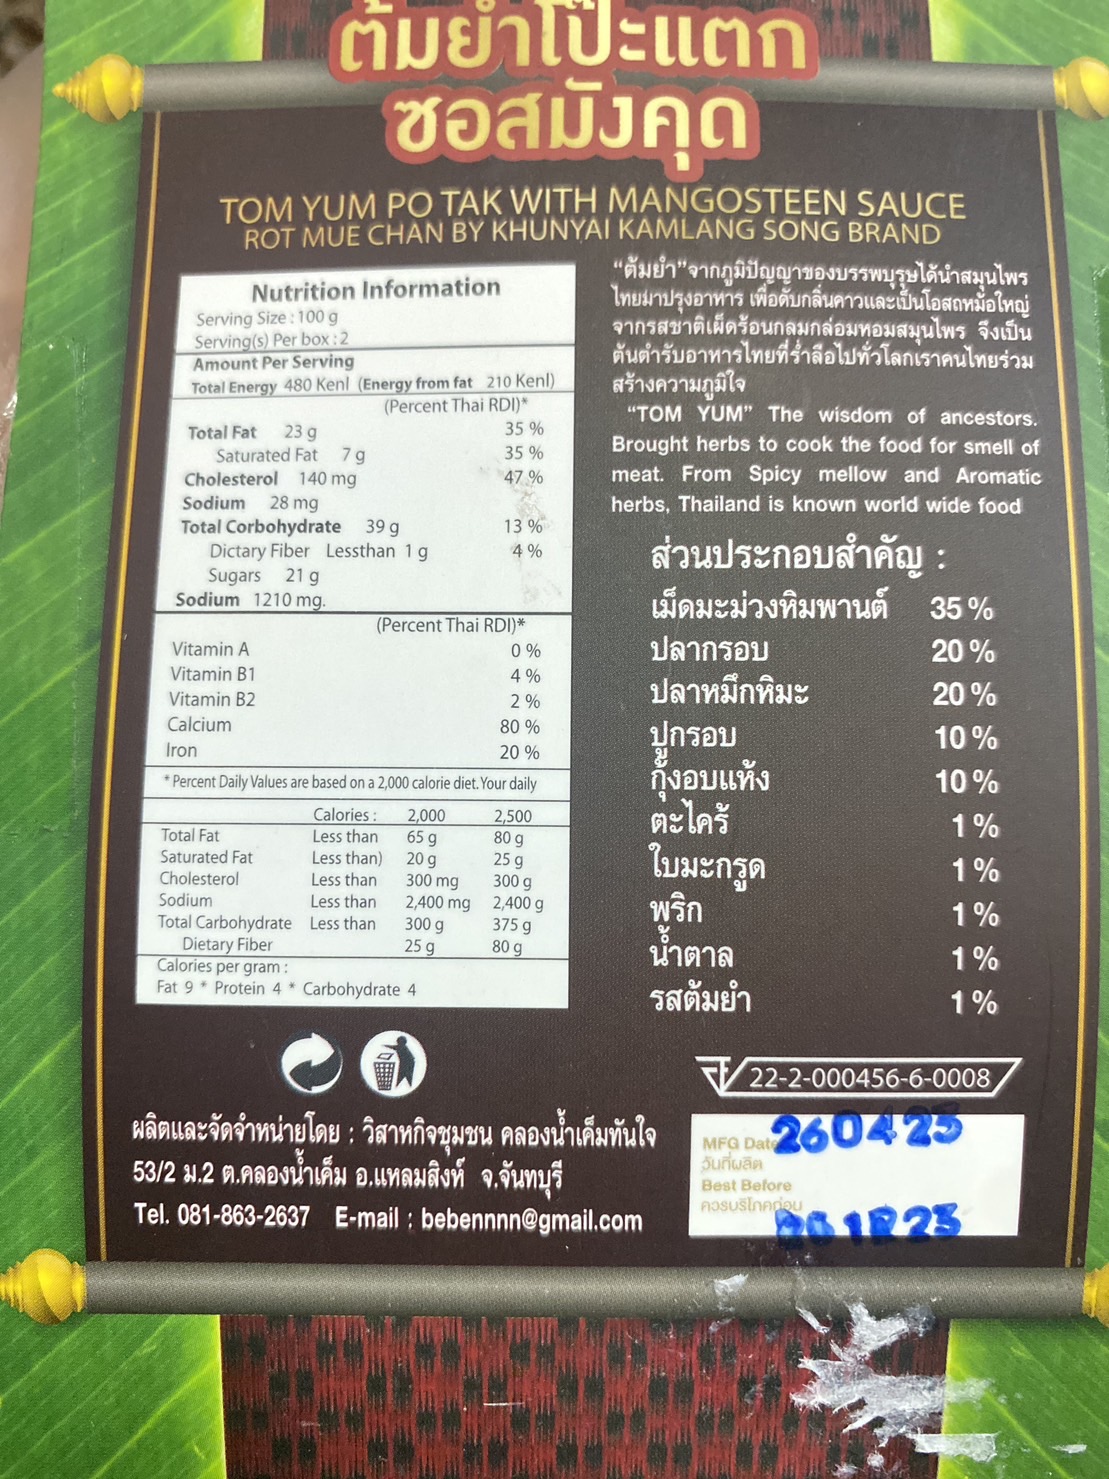 ต้มยำโป๊ะแตก
ซอสมังคุด
TOM YUM PO TAK WITH MANGOSTEEN SAUCE
ROT MUE CHAN BY KHUNYAI KAMLANG SONG BRAND
Nutrition Information
Serving Size : 100 g
Serving(s) Per box : 2
Amount Per Serving
Total Energy 480 Kenl (Energy from fat 210 Kenl)
(Percent Thai RDI)*
Total Fat 23 g 35 %
Saturated Fat 7 g 35 %
Cholesterol 140 mg 47 %
Sodium 28 mg
Total Corbohydrate 39 g 13 %
Dictary Fiber Lessthan 1 g 4 %
Sugars 21 g
Sodium 1210 mg.
(Percent Thai RDI)*
Vitamin A 0 %
Vitamin B1 4 %
Vitamin B2 2 %
Calcium 80 %
Iron 20 %
* Percent Daily Values are based on a 2,000 calorie diet. Your daily
Calories : 2,000 2,500
Total Fat Less than 65 g 80 g
Saturated Fat Less than) 20 g 25 g
Cholesterol Less than 300 mg 300 g
Sodium Less than 2,400 mg 2,400 g
Total Carbohydrate Less than 300 g 375 g
Dietary Fiber 25 g 80 g
Calories per gram :
Fat 9 * Protein 4 * Carbohydrate 4
“ต้มยำ”จากภูมิปัญญาของบรรพบุรุษได้นำสมุนไพร
ไทยมาปรุงอาหาร เพื่อดับกลิ่นคาวและเป็นโอสถหม้อใหญ่
จากรสชาติเผ็ดร้อนกลมกล่อมหอมสมุนไพร จึงเป็น
ต้นตำรับอาหารไทยที่ร่ำลือไปทั่วโลกเราคนไทยร่วม
สร้างความภูมิใจ
“TOM YUM” The wisdom of ancestors.
Brought herbs to cook the food for smell of
meat. From Spicy mellow and Aromatic
herbs, Thailand is known world wide food
ส่วนประกอบสำคัญ :
เม็ดมะม่วงหิมพานต์ 35 %
ปลากรอบ 20 %
ปลาหมึกหิมะ 20 %
ปูกรอบ 10 %
กุ้งอบแห้ง 10 %
ตะไคร้ 1 %
ใบมะกรูด 1 %
พริก 1 %
น้ำตาล 1 %
รสต้มยำ 1 %
22-2-000456-6-0008
ผลิตและจัดจำหน่ายโดย : วิสาหกิจชุมชน คลองน้ำเค็มทันใจ
53/2 ม.2 ต.คลองน้ำเค็ม อ.แหลมสิงห์ จ.จันทบุรี
Tel. 081-863-2637 E-mail : bebennnn@gmail.com
MFG Date 260423
วันที่ผลิต
Best Before
ควรบริโภคก่อน